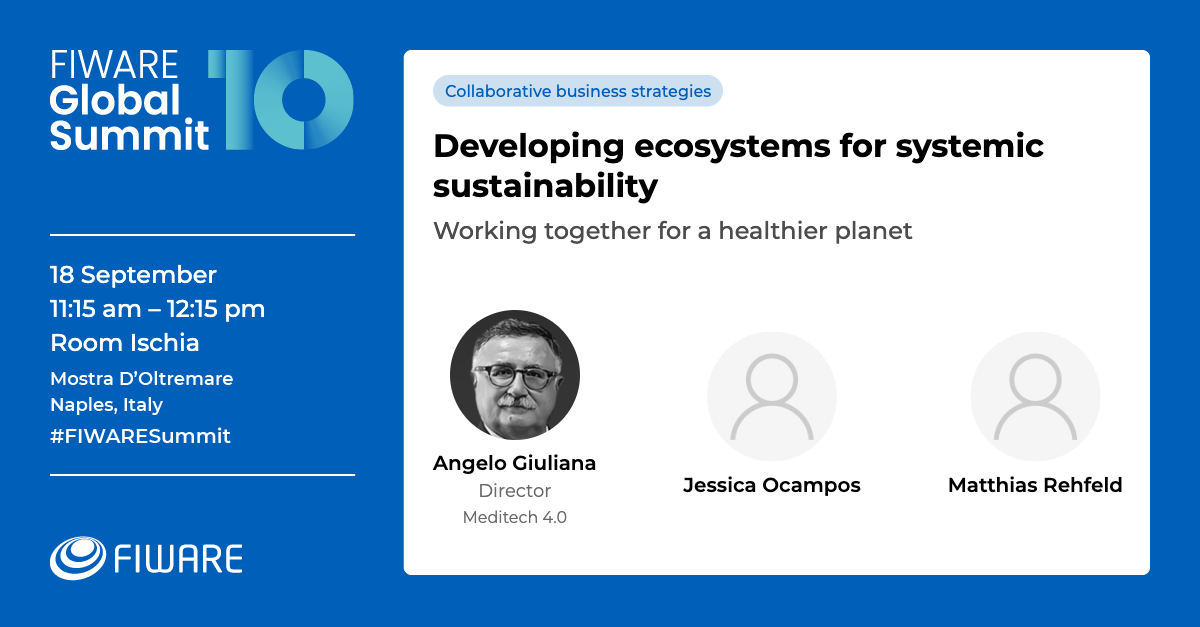 FIWARE
Global
Summit
10
18 September
11:15 am – 12:15 pm
Room Ischia
Mostra D’Oltremare
Naples, Italy
#FIWARESummit
FIWARE
Collaborative business strategies
Developing ecosystems for systemic
sustainability
Working together for a healthier planet
Angelo Giuliana
Director
Meditech 4.0
Jessica Ocampos
Matthias Rehfeld